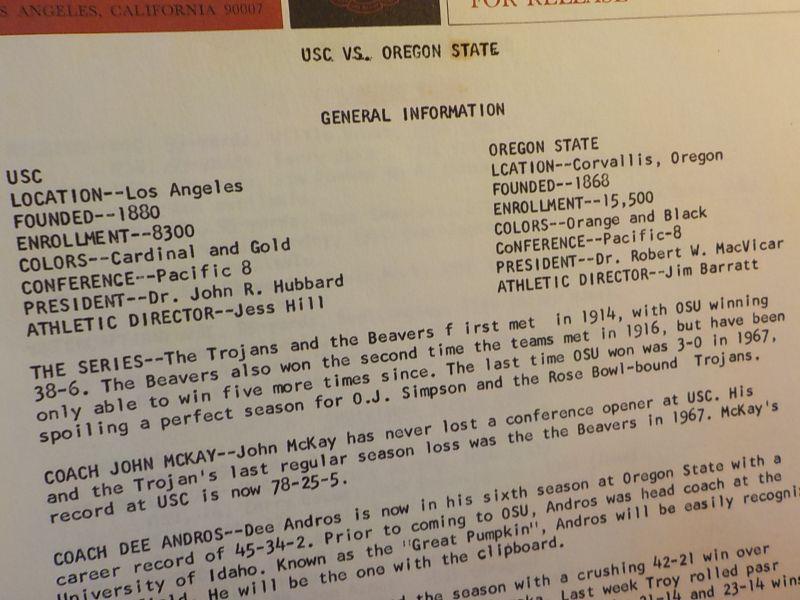 S ANGELES, CALIFORNIA 90007
FOR RELEASE
USC VS. OREGON STATE
GENERAL INFORMATION
USC
LOCATION--Los Angeles
FOUNDED--1880
ENROLLMENT--8300
COLORS--Cardinal and Gold
CONFERENCE--Pacific 8
PRESIDENT--Dr. John R. Hubbard
ATHLETIC DIRECTOR--Jess Hill
OREGON STATE
LCATION--Corvallis, Oregon
FOUNDED--1868
ENROLLMENT--15,500
COLORS--Orange and Black
CoNFERENCE--Pacific-8
PRESIDENT--Dr. Robert W. MacVicar
ATHLETIC DIRECTOR--Jim Barratt
THE SERIES--The Trojans and the Beavers f irst met in 1914, with OSU winning
38-6. The Beavers also won the second time the teams met in 1916, but have been
only able to win five more times since. The last time OSU won was 3-0 in 1967,
spoiling a perfect season for O.J. Simpson and the Rose Bowl-bound Trojans.
COACH JOHN MCKAY--John McKay has never lost a conference opener at USC. His
and the Trojan's last regular season loss was the the Beavers in 1967. McKay's
record at USC is now 78-25-5.
COACH DEE ANDROS--Dee Andros is now in his sixth season at Oregon State with a
career record of 45-34-2. Prior to coming to OSU, Andros was head coach at the
University of Idaho. Known as the "Great Pumpkin", Andros will be easily recogni
He will be the one with the clipboard.
the season with a crushing 42-21 win over
Last week Troy rolled pasr
and 23-14 wins